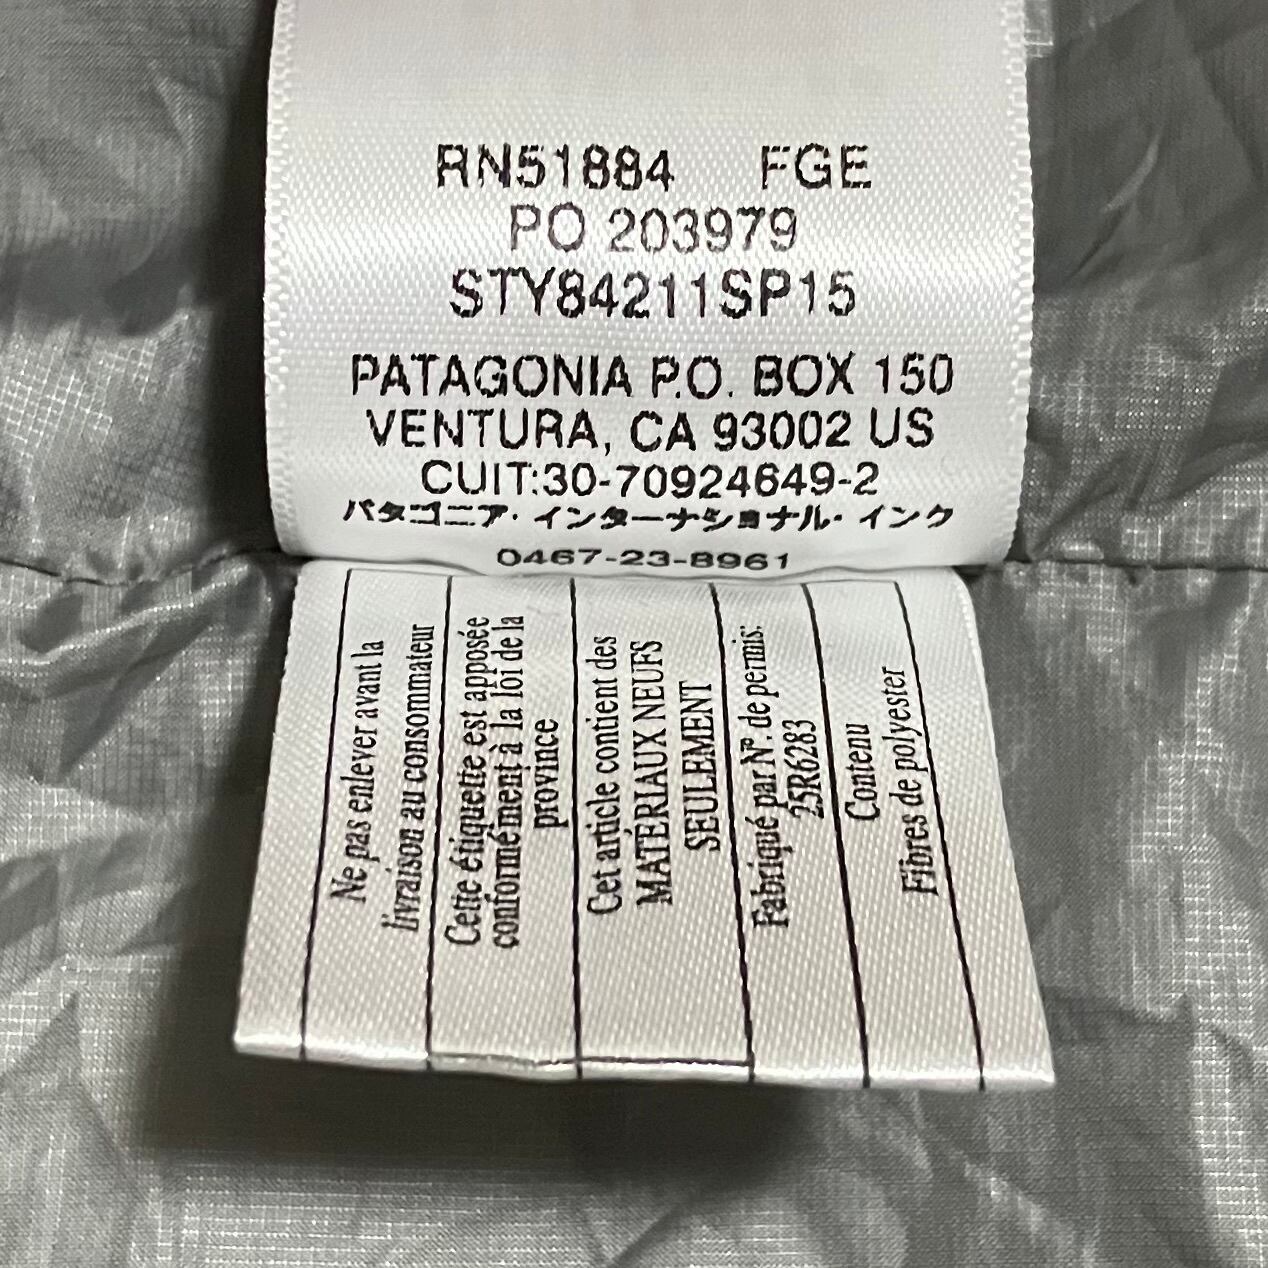 RN51884 FGE
PO 203979
STY84211SP15
PATAGONIA P.O. BOX 150
VENTURA, CA 93002 US
CUIT:30-70924649-2
パタゴニア・インターナショナル・インク
0467-23-8961
Ne pas enlever avant la
livraison au consommateur
Cette étiquette est apposée
conformément à la lôi de la
province
Cet article contient des
MATÉRIAUX NEUFS
SEULEMENT
Fabriqué par Nº. de permis:
25R6283
Contenu
Fibres de polyester